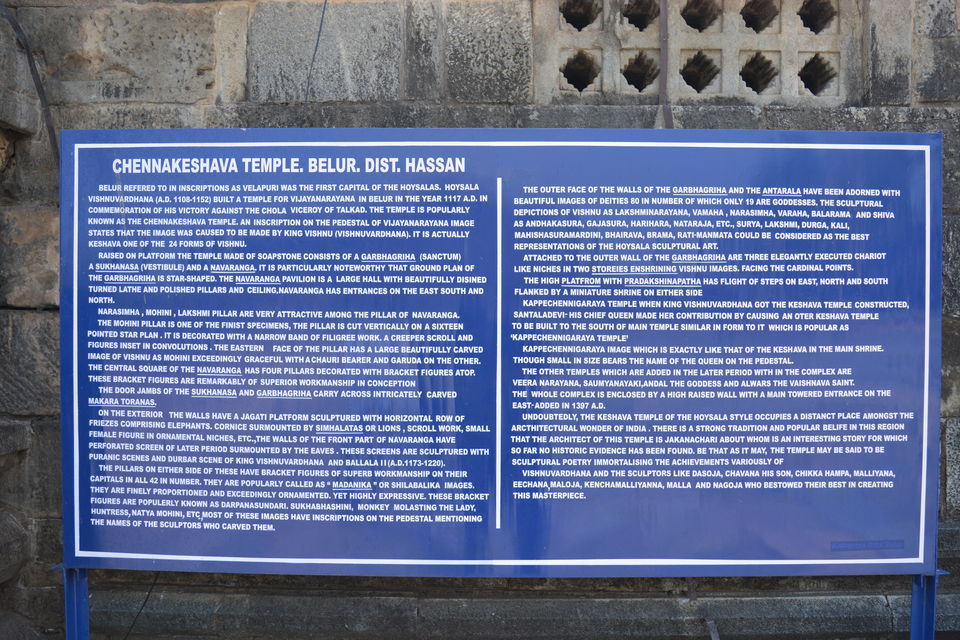 CHENNAKESHAVA TEMPLE. BELUR. DIST. HASSAN
BELUR REFERED TO IN INSCRIPTIONS AS VELAPURI WAS THE FIRST CAPITAL OF THE HOYSALAS. HOYSALA
VISHNUVARDHANA (A.D. 1108-1152) BUILT A TEMPLE FOR VIJAYANARAYANA IN BELUR IN THE YEAR 1117 A.D. IN
COMMEMORATION OF HIS VICTORY AGAINST THE CHOLA VICEROY OF TALKAD. THE TEMPLE IS POPULARLY
KNOWN AS THE CHENNAKESHAVA TEMPLE. AN INSCRIPTION ON THE PEDESTAL OF VIJAYANARAYANA IMAGE
STATES THAT THE IMAGE WAS CAUSED TO BE MADE BY KING VISHNU (VISHNUVARDHANA). IT IS ACTUALLY
KESHAVA ONE OF THE 24 FORMS OF VISHNU.
RAISED ON PLATFORM THE TEMPLE MADE OF SOAPSTONE CONSISTS OF A GARBHAGRIHA (SANCTUM)
A SUKHANASA (VESTIBULE) AND A NAVARANGA. IT IS PARTICULARLY NOTEWORTHY THAT GROUND PLAN OF
THE GARBHAGRIHA IS STAR-SHAPED. THE NAVARANGA PAVILION IS A LARGE HALL WITH BEAUTIFULLY DISINED
TURNED LATHE AND POLISHED PILLARS AND CEILING,NAVARANGA HAS ENTRANCES ON THE EAST SOUTH AND
NORTH.
NARASIMHA , MOHINI , LAKSHMI PILLAR ARE VERY ATTRACTIVE AMONG THE PILLAR OF NAVARANGA.
THE MOHINI PILLAR IS ONE OF THE FINIST SPECIMENS, THE PILLAR IS CUT VERTICALLY ON A SIXTEEN
POINTED STAR PLAN . IT IS DECORATED WITH A NARROW BAND OF FILIGREE WORK. A CREEPER SCROLL AND
FIGURES INSET IN CONVOLUTIONS . THE EASTERN FACE OF THE PILLAR HAS A LARGE BEAUTIFULLY CARVED
IMAGE OF VISHNU AS MOHINI EXCEEDINGLY GRACEFUL WITH A CHAURI BEARER AND GARUDA ON THE OTHER.
THE CENTRAL SQUARE OF THE NAVARANGA HAS FOUR PILLARS DECORATED WITH BRACKET FIGURES ATOP.
THESE BRACKET FIGURES ARE REMARKABLY OF SUPERIOR WORKMANSHIP IN CONCEPTION
THE DOOR JAMBS OF THE SUKHANASA AND GARBHAGRIHA CARRY ACROSS INTRICATELY CARVED
MAKARA TORANAS.
ON THE EXTERIOR THE WALLS HAVE A JAGATI PLATFORM SCULPTURED WITH HORIZONTAL ROW OF
FRIEZES COMPRISING ELEPHANTS. CORNICE SURMOUNTED BY SIMHALATAS OR LIONS , SCROLL WORK, SMALL
FEMALE FIGURE IN ORNAMENTAL NICHES, ETC.,THE WALLS OF THE FRONT PART OF NAVARANGA HAVE
PERFORATED SCREEN OF LATER PERIOD SURMOUNTED BY THE EAVES . THESE SCREENS ARE SCULPTURED WITH
PURANIC SCENES AND DURBAR SCENE OF KING VISHNUVARDHANA AND BALLALA II (A.D.1173-1220).
THE PILLARS ON EITHER SIDE OF THESE HAVE BRACKET FIGURES OF SUPERB WORKMANSHIP ON THEIR
CAPITALS IN ALL 42 IN NUMBER. THEY ARE POPULARLY CALLED AS " MADANIKA " OR SHILABALIKA IMAGES.
THEY ARE FINELY PROPORTIONED AND EXCEEDINGLY ORNAMENTED. YET HIGHLY EXPRESSIVE. THESE BRACKET
FIGURES ARE POPULERLY KNOWN AS DARPANASUNDARI. SUKHABHASHINI, MONKEY MOLASTING THE LADY,
HUNTRESS,NATYA MOHINI, ETC MOST OF THESE IMAGES HAVE INSCRIPTIONS ON THE PEDESTAL MENTIONING
THE NAMES OF THE SCULPTORS WHO CARVED THEM.
THE OUTER FACE OF THE WALLS OF THE GARBHAGRIHA AND THE ANTARALA HAVE BEEN ADORNED WITH
BEAUTIFUL IMAGES OF DEITIES 80 IN NUMBER OF WHICH ONLY 19 ARE GODDESSES. THE SCULPTURAL
DEPICTIONS OF VISHNU AS LAKSHMINARAYANA, VAMAHA , NARASIMHA, VARAHA, BALARAMA AND SHIVA
AS ANDHAKASURA, GAJASURA, HARIHARA, NATARAJA, ETC., SURYA, LAKSHMI, DURGA, KALI,
MAHISHASURAMARDINI, BHAIRAVA, BRAMA, RATI-MANMATA COULD BE CONSIDERED AS THE BEST
REPRESENTATIONS OF THE HOYSALA SCULPTURAL ART.
ATTACHED TO THE OUTER WALL OF THE GARBHAGRIHA ARE THREE ELEGANTLY EXECUTED CHARIOT
LIKE NICHES IN TWO STOREIES ENSHRINING VISHNU IMAGES. FACING THE CARDINAL POINTS.
THE HIGH PLATFROM WITH PRADAKSHINAPATHA HAS FLIGHT OF STEPS ON EAST, NORTH AND SOUTH
FLANKED BY A MINIATURE SHRINE ON EITHER SIDE
KAPPECHENNIGARAYA TEMPLE WHEN KING VISHNUVARDHANA GOT THE KESHAVA TEMPLE CONSTRUCTED,
SANTALADEVI- HIS CHIEF QUEEN MADE HER CONTRIBUTION BY CAUSING AN OTER KESHAVA TEMPLE
TO BE BUILT TO THE SOUTH OF MAIN TEMPLE SIMILAR IN FORM TO IT WHICH IS POPULAR AS
'KAPPECHENNIGARAYA TEMPLE'
KAPPECHENNIGARAYA IMAGE WHICH IS EXACTLY LIKE THAT OF THE KESHAVA IN THE MAIN SHRINE.
THOUGH SMALL IN SIZE BEARS THE NAME OF THE QUEEN ON THE PEDESTAL.
THE OTHER TEMPLES WHICH ARE ADDED IN THE LATER PERIOD WITH IN THE COMPLEX ARE
VEERA NARAYANA, SAUMYANAYAKI,ANDAL THE GODDESS AND ALWARS THE VAISHNAVA SAINT.
THE WHOLE COMPLEX IS ENCLOSED BY A HIGH RAISED WALL WITH A MAIN TOWERED ENTRANCE ON THE
EAST-ADDED IN 1397 A.D.
UNDOUBTEDLY, THE KESHAVA TEMPLE OF THE HOYSALA STYLE OCCUPIES A DISTANCT PLACE AMONGST THE
ARCTHITECTURAL WONDER OF INDIA . THERE IS A STRONG TRADITION AND POPULAR BELIFE IN THIS REGION
THAT THE ARCHITECT OF THIS TEMPLE IS JAKANACHARI ABOUT WHOM IS AN INTERESTING STORY FOR WHICH
SO FAR NO HISTORIC EVIDENCE HAS BEEN FOUND. BE THAT AS IT MAY, THE TEMPLE MAY BE SAID TO BE
SCULPTURAL POETRY IMMORTALISING THE ACHIEVEMENTS VARIOUSLY OF
VISHNUVARDHANA AND THE SCULPTORS LIKE DASOJA, CHAVANA HIS SON, CHIKKA HAMPA, MALLIYANA,
EECHANA,MALOJA, KENCHAMALLIYANNA, MALLA AND NAGOJA WHO BESTOWED THEIR BEST IN CREATING
THIS MASTERPIECE.